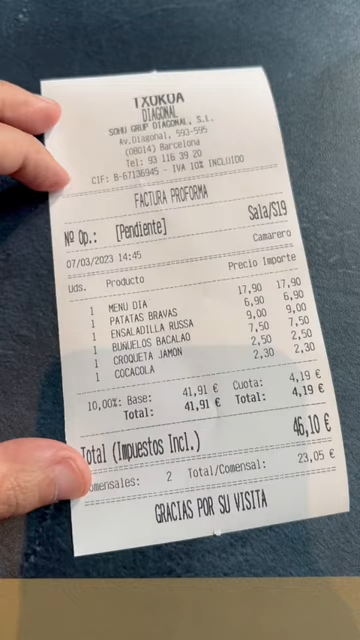 TXOKOA
DIAGONAL
SOHU GRUP DIAGONAL, S.L.
Av.Diagonal, 593-595
(08014) Barcelona
Tel: 93 116 39 20
CIF: B-67136945 - IVA 10% INCLUIDO
FACTURA PROFORMA
Nº Op.: [Pendiente] Sala/S19
07/03/2023 14:45 Camarero
Uds. Producto Precio Importe
1 MENU DIA 17,90 17,90
1 PATATAS BRAVAS 6,90 6,90
1 ENSALADILLA RUSSA 9,00 9,00
1 BUÑUELOS BACALAO 7,50 7,50
1 CROQUETA JAMON 2,50 2,50
1 COCACOLA 2,30 2,30
10,00%: Base: 41,91 € Cuota: 4,19 €
Total: 41,91 € Total: 4,19 €
Total (Impuestos Incl.) 46,10 €
omensales: 2 Total/Comensal: 23,05 €
GRACIAS POR SU VISITA